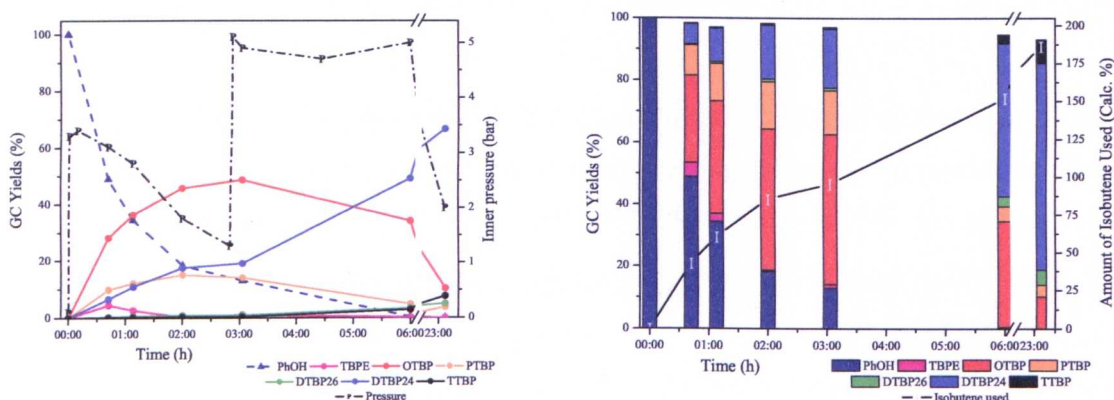 100
80
60
40
20
0
GC Yields (%)
5
4
3
2
1
0
Inner pressure (bar)
00:00 01:00 02:00 03:00 04:00 05:00 06:00 23:00
Time (h)
PhOH TBPE OTBP PTBP
DTBP26 DTBP24 TTBP
Pressure
P P P P P P P P P P P
100
80
60
40
20
0
GC Yields (%)
200
175
150
125
100
75
50
25
0
Amount of Isobutene Used (Calc. %)
00:00 01:00 02:00 03:00 04:00 05:00 06:00 23:00
Time (h)
PhOH TBPE OTBP PTBP
DTBP26 DTBP24 TTBP
Isobutene used
I I I I I I I